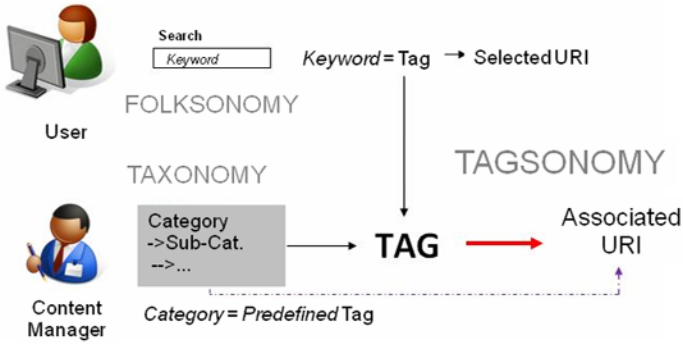 Search
Keyword
Keyword = Tag → Selected URI
FOLKSONOMY
User
TAGSONOMY
TAXONOMY
Category
->Sub-Cat.
-->...
TAG
Associated
URI
Content
Manager
Category = Predefined Tag